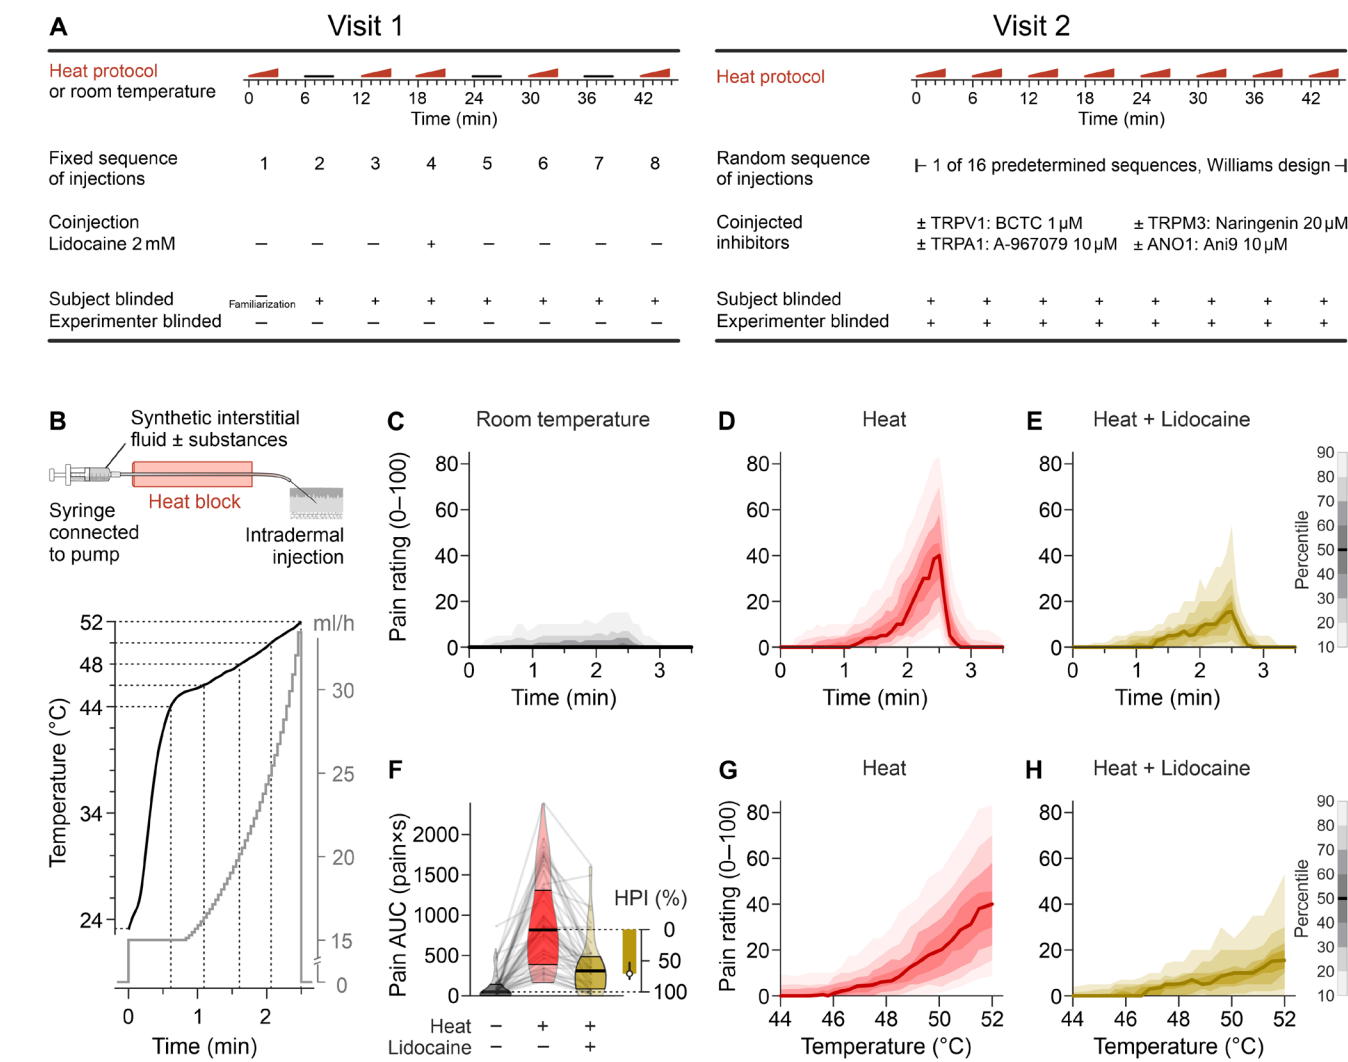 A
Visit 1
Visit 2
Heat protocol
or room temperature
0 6 12 18 24 30 36 42
Time (min)
Heat protocol
0 6 12 18 24 30 36 42
Time (min)
Fixed sequence
of injections
1 2 3 4 5 6 7 8
Random sequence
of injections
1 of 16 predetermined sequences, Williams design
Coinjection
Lidocaine 2 mM
– – – + – – – –
Coinjected
inhibitors
± TRPV1: BCTC 1 µM
± TRPM3: Naringenin 20 µM
± TRPA1: A-967079 10 µM
± ANO1: Ani9 10 µM
Subject blinded
– + + + + + + +
Familiarization
Experimenter blinded
– – – – – – – –
Subject blinded
+ + + + + + + +
Experimenter blinded
+ + + + + + + +
B
Synthetic interstitial
fluid ± substances
Heat block
Syringe
connected
to pump
Intradermal
injection
Temperature (°C)
52
48
44
34
24
ml/h
30
25
20
15
0
0 1 2
Time (min)
C
Room temperature
Pain rating (0–100)
80
60
40
20
0
0 1 2 3
Time (min)
D
Heat
80
60
40
20
0
0 1 2 3
Time (min)
E
Heat + Lidocaine
80
60
40
20
0
0 1 2 3
Time (min)
Percentile
90
80
70
60
50
40
30
20
10
F
Pain AUC (pain×s)
2000
1500
1000
500
0
HPI (%)
0
50
100
Heat – + +
Lidocaine – – +
G
Heat
Pain rating (0–100)
80
60
40
20
0
44 46 48 50 52
Temperature (°C)
H
Heat + Lidocaine
80
60
40
20
0
44 46 48 50 52
Temperature (°C)
Percentile
90
80
70
60
50
40
30
20
10